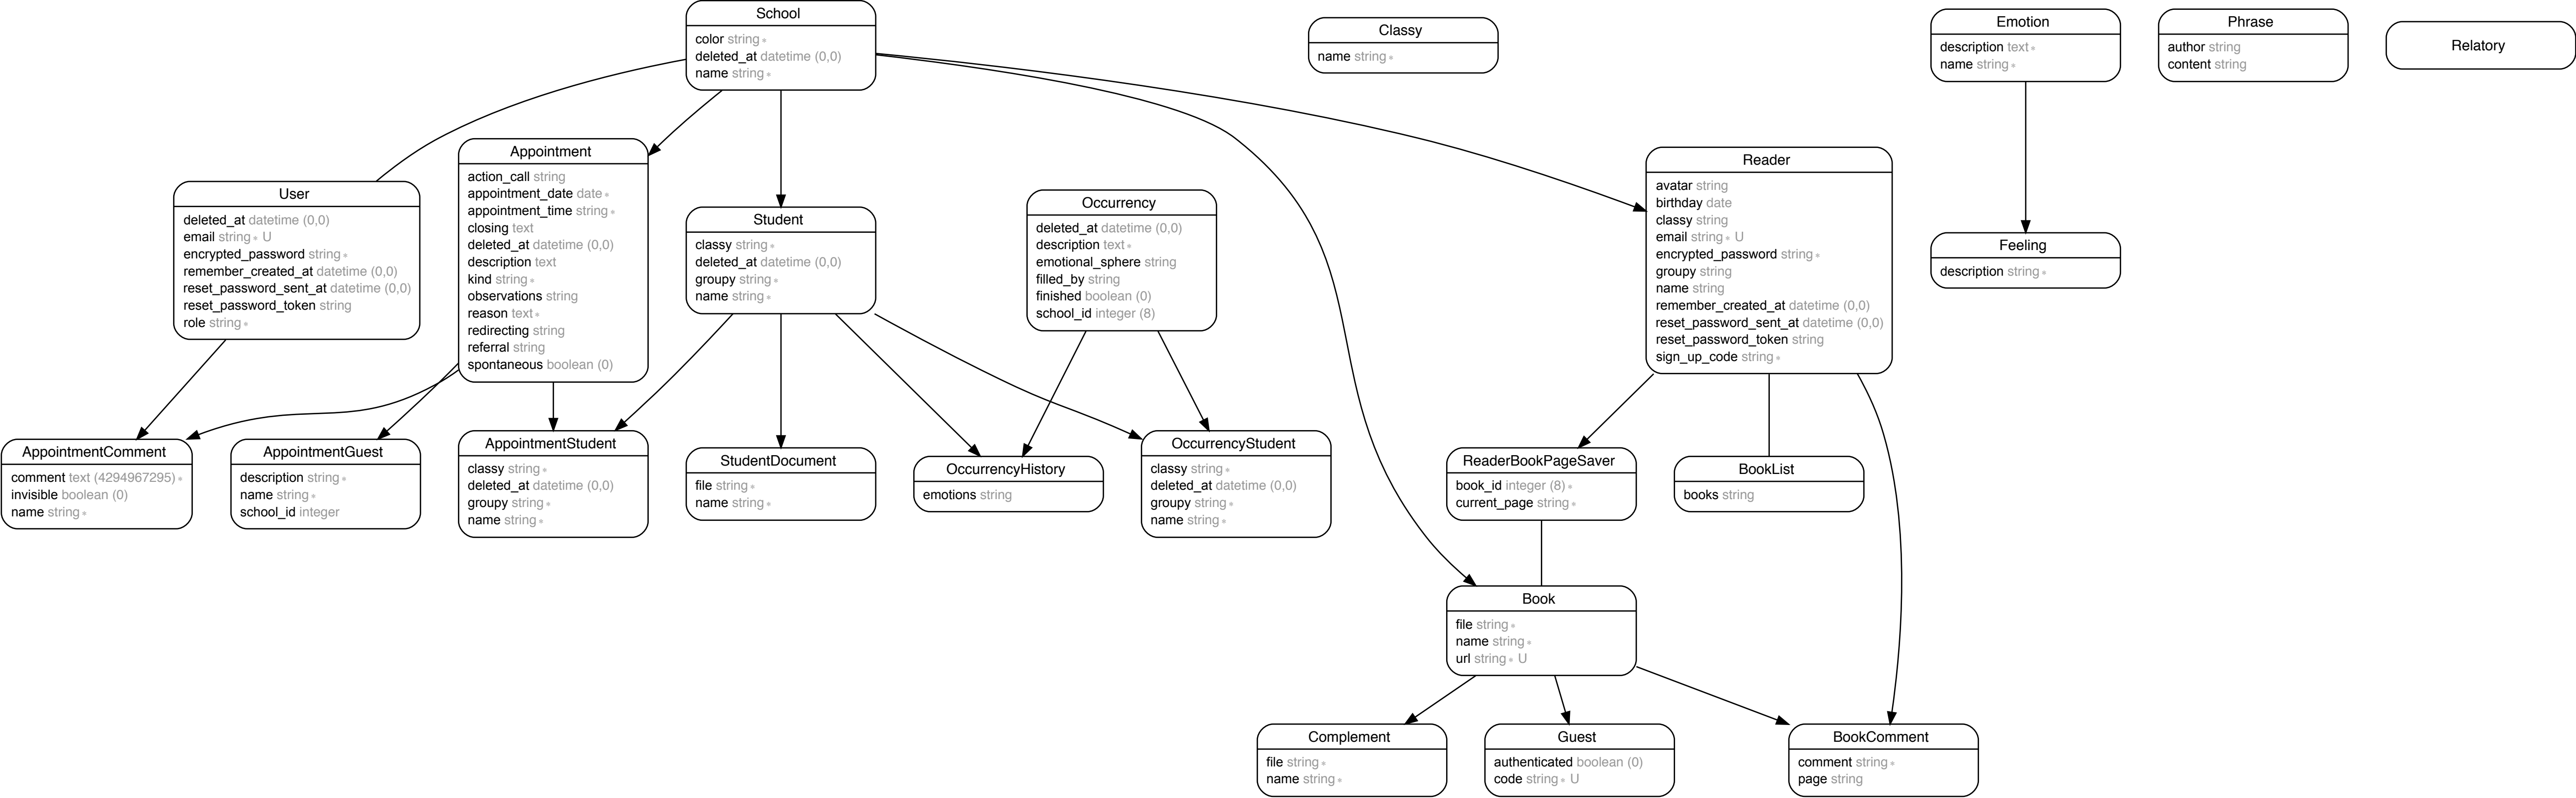 School
color string *
deleted_at datetime (0,0)
name string *
Classy
name string *
Emotion
description text *
name string *
Phrase
author string
content string
Relatory
User
deleted_at datetime (0,0)
email string * U
encrypted_password string *
remember_created_at datetime (0,0)
reset_password_sent_at datetime (0,0)
reset_password_token string
role string *
Appointment
action_call string
appointment_date date *
appointment_time string *
closing text
deleted_at datetime (0,0)
description text
kind string *
observations string
reason text *
redirecting string
referral string
spontaneous boolean (0)
Student
classy string *
deleted_at datetime (0,0)
groupy string *
name string *
Occurrency
deleted_at datetime (0,0)
description text *
emotional_sphere string
filled_by string
finished boolean (0)
school_id integer (8)
Reader
avatar string
birthday date
classy string
email string * U
encrypted_password string *
groupy string
name string
remember_created_at datetime (0,0)
reset_password_sent_at datetime (0,0)
reset_password_token string
sign_up_code string *
Feeling
description string *
AppointmentComment
comment text (4294967295) *
invisible boolean (0)
name string *
AppointmentGuest
description string *
name string *
school_id integer
AppointmentStudent
classy string *
deleted_at datetime (0,0)
groupy string *
name string *
StudentDocument
file string *
name string *
OccurrencyHistory
emotions string
OccurrencyStudent
classy string *
deleted_at datetime (0,0)
groupy string *
name string *
ReaderBookPageSaver
book_id integer (8) *
current_page string *
BookList
books string
Book
file string *
name string *
url string * U
Complement
file string *
name string *
Guest
authenticated boolean (0)
code string * U
BookComment
comment string *
page string